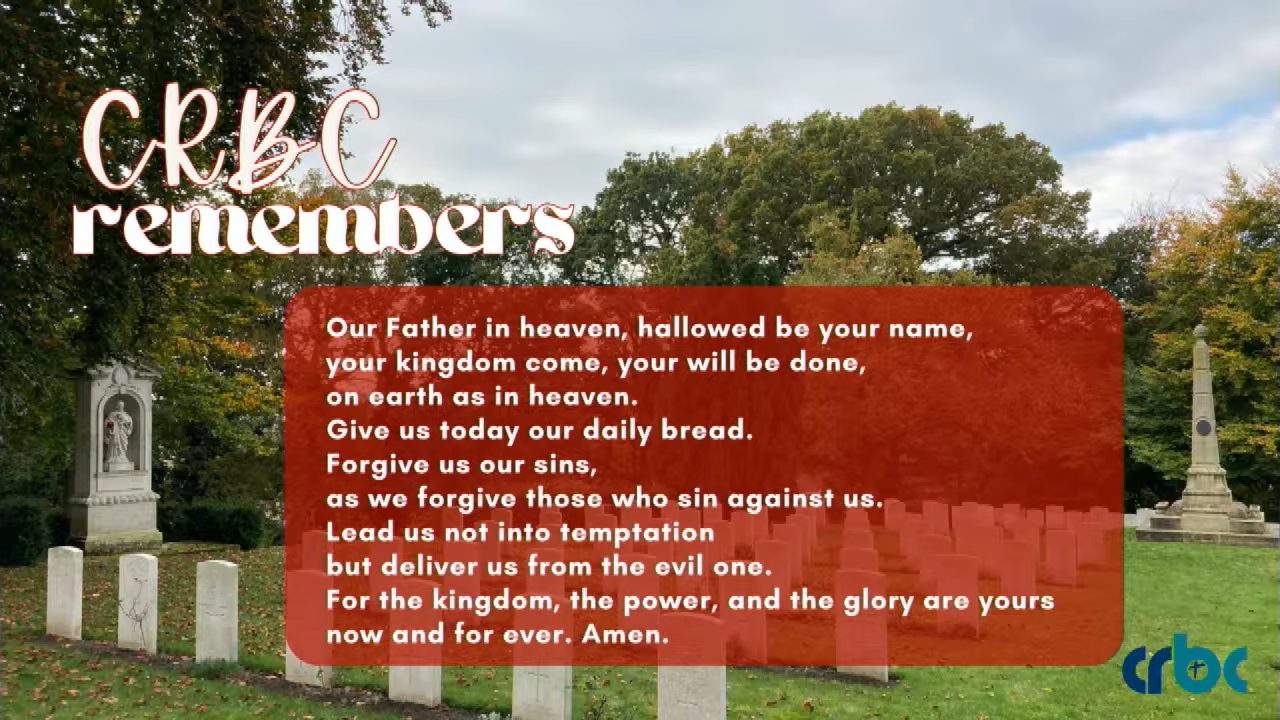 CRBC
remembers
Our Father in heaven, hallowed be your name,
your kingdom come, your will be done,
on earth as in heaven.
Give us today our daily bread.
Forgive us our sins,
as we forgive those who sin against us.
Lead us not into temptation
but deliver us from the evil one.
For the kingdom, the power, and the glory are yours
now and for ever. Amen.
crbc